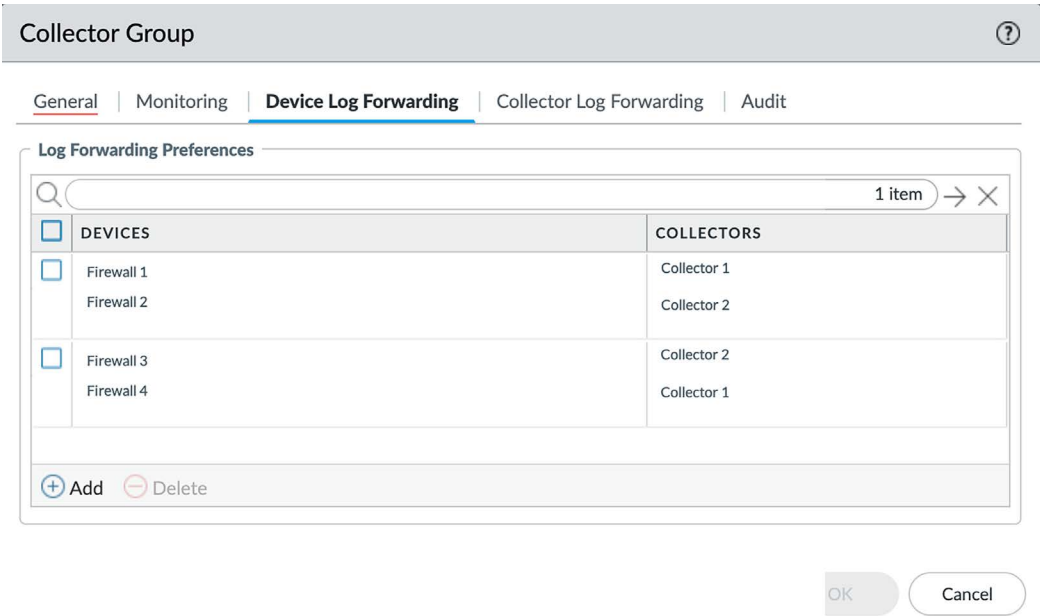 Collector Group
?
General | Monitoring | Device Log Forwarding | Collector Log Forwarding | Audit
Log Forwarding Preferences
1 item
DEVICES COLLECTORS
Firewall 1 Collector 1
Firewall 2 Collector 2
Firewall 3 Collector 2
Firewall 4 Collector 1
Add Delete
OK Cancel